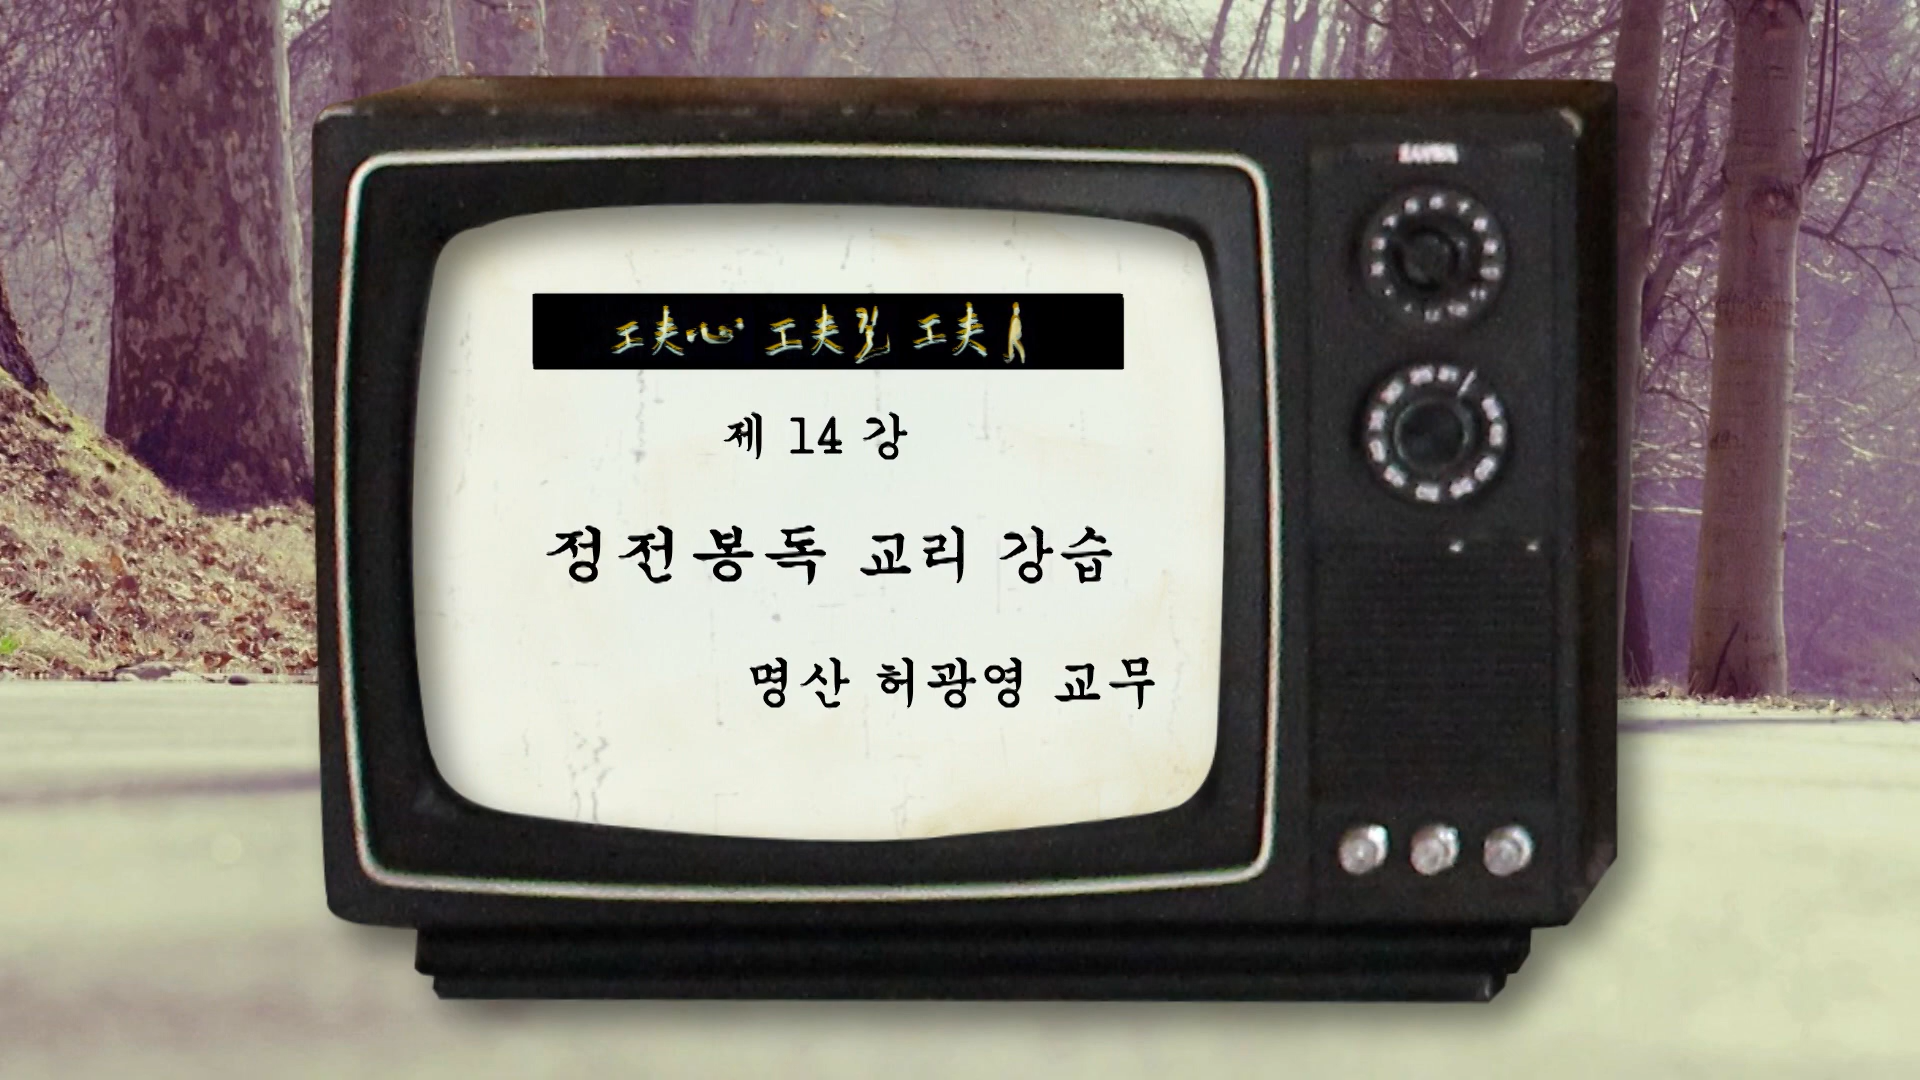 工夫心 工夫길 工夫人
제 14 강
정전봉독 교리 강습
명산 허광영 교무